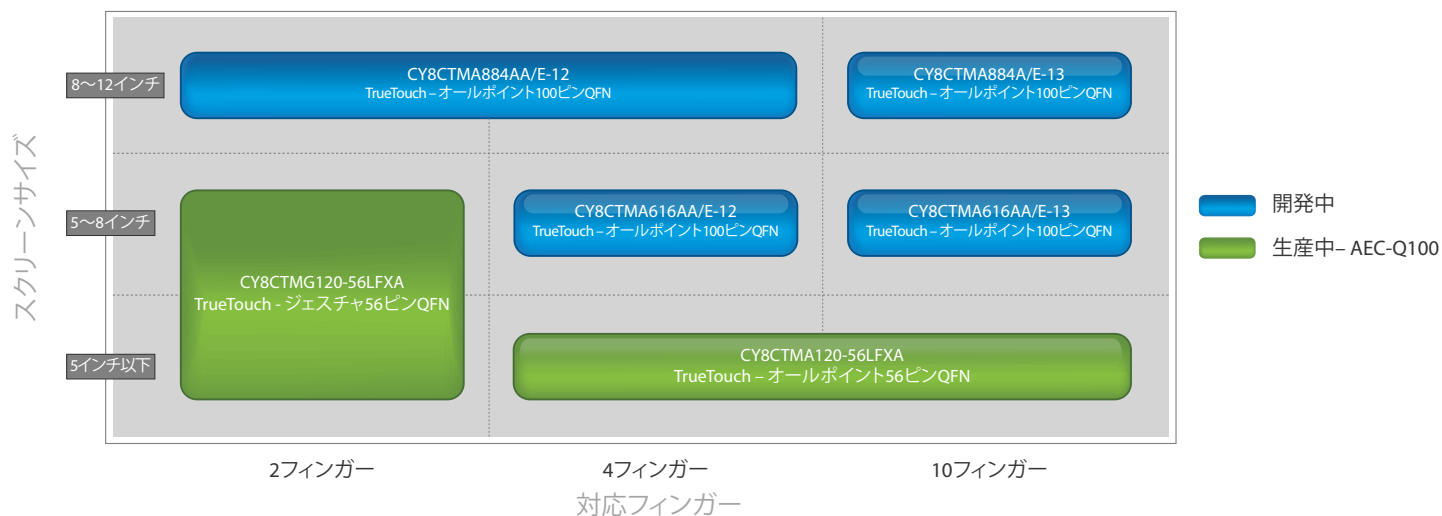 スクリーンサイズ
8〜12インチ
CY8CTMA884AA/E-12
TrueTouch – オールポイント100ピンQFN
CY8CTMA884A/E-13
TrueTouch – オールポイント100ピンQFN
5〜8インチ
CY8CTMG120-56LFXA
TrueTouch - ジェスチャ56ピンQFN
CY8CTMA616AA/E-12
TrueTouch – オールポイント100ピンQFN
CY8CTMA616AA/E-13
TrueTouch – オールポイント100ピンQFN
5インチ以下
CY8CTMA120-56LFXA
TrueTouch – オールポイント56ピンQFN
開発中
生産中– AEC-Q100
2フィンガー
4フィンガー
10フィンガー
対応フィンガー